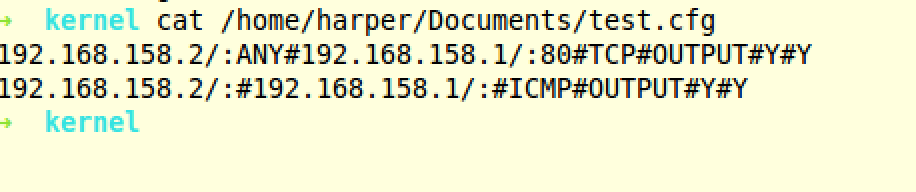 → kernel cat /home/harper/Documents/test.cfg
192.168.158.2/:ANY#192.168.158.1/:80#TCP#OUTPUT#Y#Y
192.168.158.2/:#192.168.158.1/:#ICMP#OUTPUT#Y#Y
→ kernel